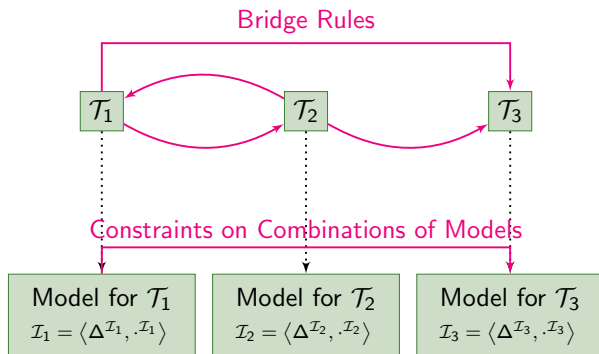 Bridge Rules
𝒯₁ 𝒯₂ 𝒯₃
Constraints on Combinations of Models
Model for 𝒯₁ Model for 𝒯₂ Model for 𝒯₃
ℐ₁ = ⟨Δ^ℐ₁, ·^ℐ₁⟩ ℐ₂ = ⟨Δ^ℐ₂, ·^ℐ₂⟩ ℐ₃ = ⟨Δ^ℐ₃, ·^ℐ₃⟩